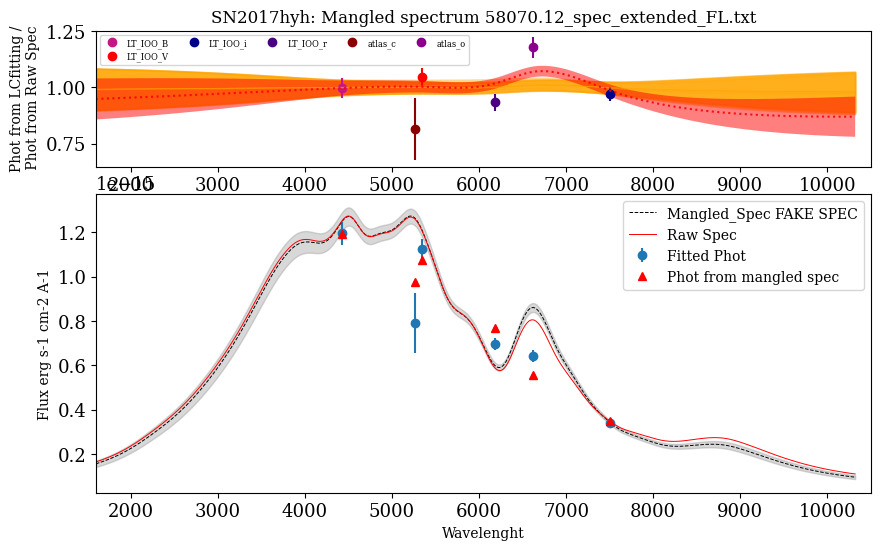 SN2017hyh: Mangled spectrum 58070.12_spec_extended_FL.txt
Phot from LCfitting /
Phot from Raw Spec
1.25
1.00
0.75
LT_IOO_B
LT_IOO_V
LT_IOO_i
LT_IOO_r
atlas_c
atlas_o
2000 3000 4000 5000 6000 7000 8000 9000 10000
1e−15
Flux erg s-1 cm-2 A-1
1.2
1.0
0.8
0.6
0.4
0.2
Mangled_Spec FAKE SPEC
Raw Spec
Fitted Phot
Phot from mangled spec
2000 3000 4000 5000 6000 7000 8000 9000 10000
Wavelenght